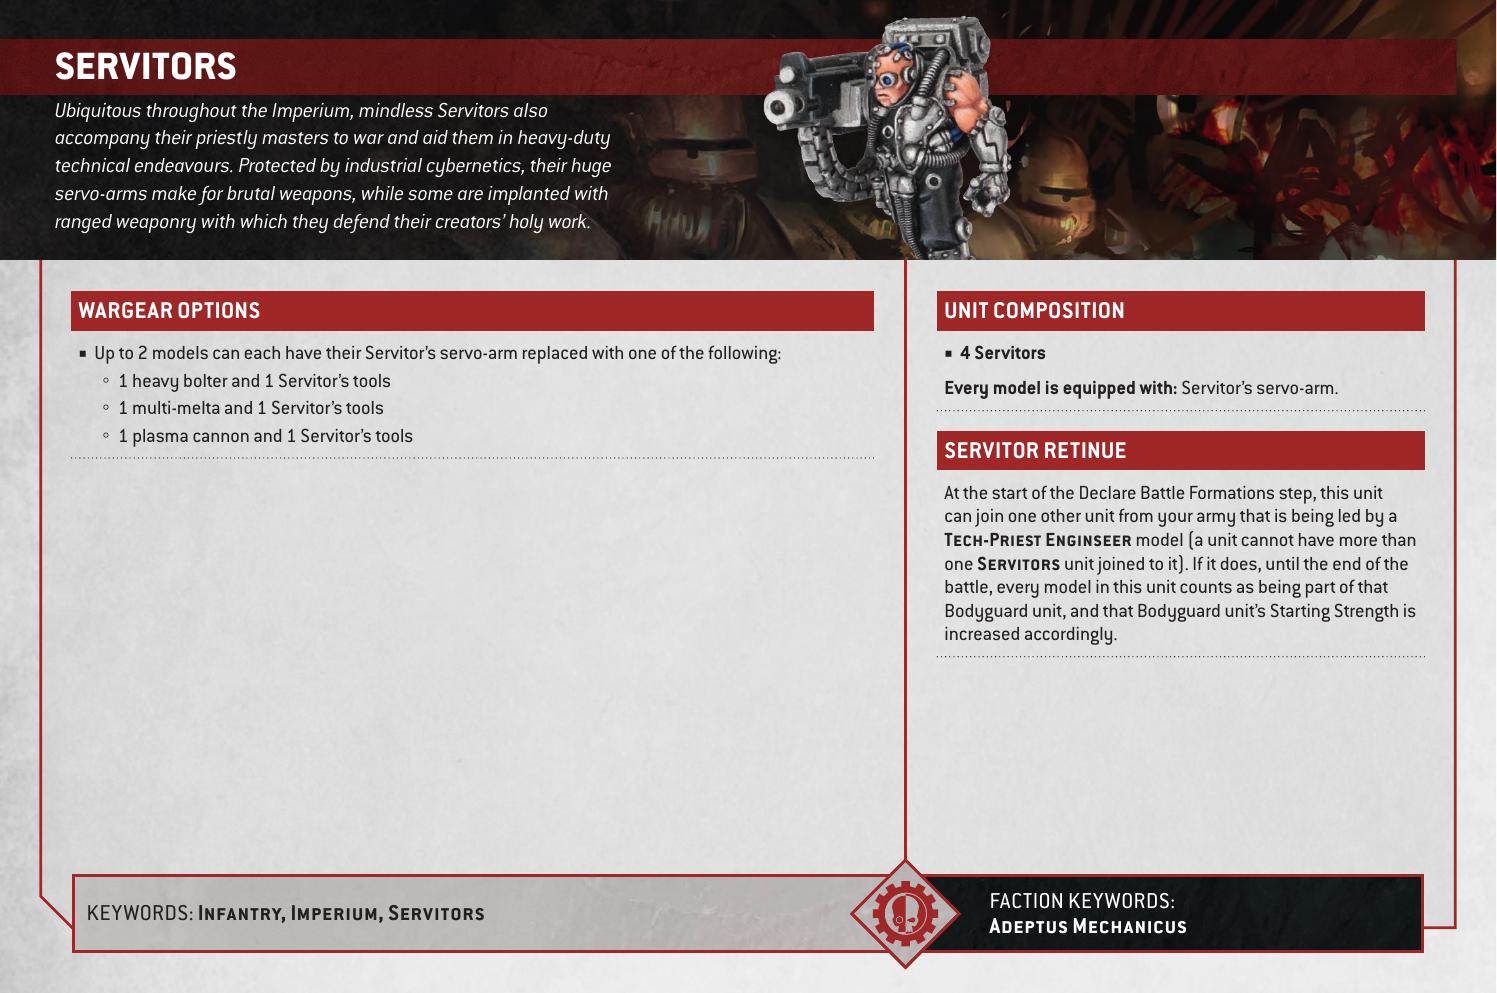 SERVITORS
Ubiquitous throughout the Imperium, mindless Servitors also
accompany their priestly masters to war and aid them in heavy-duty
technical endeavours. Protected by industrial cybernetics, their huge
servo-arms make for brutal weapons, while some are implanted with
ranged weaponry with which they defend their creators’ holy work.
WARGEAR OPTIONS
■ Up to 2 models can each have their Servitor’s servo-arm replaced with one of the following:
◦ 1 heavy bolter and 1 Servitor’s tools
◦ 1 multi-melta and 1 Servitor’s tools
◦ 1 plasma cannon and 1 Servitor’s tools
UNIT COMPOSITION
■ 4 Servitors
Every model is equipped with: Servitor’s servo-arm.
SERVITOR RETINUE
At the start of the Declare Battle Formations step, this unit
can join one other unit from your army that is being led by a
TECH-PRIEST ENGINSEER model (a unit cannot have more than
one SERVITORS unit joined to it). If it does, until the end of the
battle, every model in this unit counts as being part of that
Bodyguard unit, and that Bodyguard unit’s Starting Strength is
increased accordingly.
KEYWORDS: INFANTRY, IMPERIUM, SERVITORS
FACTION KEYWORDS:
ADEPTUS MECHANICUS